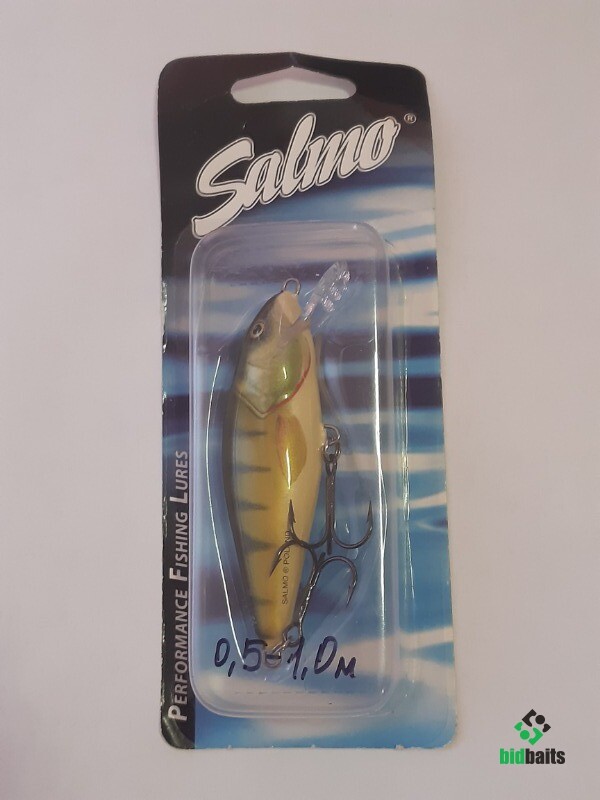 Salmo®
PERFORMANCE FISHING LURES
SALMO ® POLAND
0,5-1,0м
bidbaits